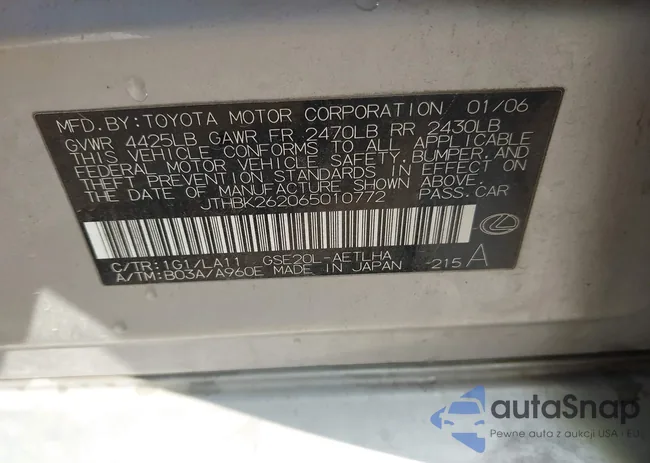 MFD. BY: TOYOTA MOTOR CORPORATION 01/06
GVWR 4425LB GAWR FR 2470LB RR 2430LB
THIS VEHICLE CONFORMS TO ALL APPLICABLE
FEDERAL MOTOR VEHICLE SAFETY, BUMPER, AND
THEFT PREVENTION STANDARDS IN EFFECT ON
THE DATE OF MANUFACTURE SHOWN ABOVE.
JTHBK262065010772 PASS. CAR
C/TR: 1G1/LA11 GSE20L-AETLHA
A/TM: B03A/A960E MADE IN JAPAN -215 A
autoSnap
Pewne auta z aukcji USA - EU